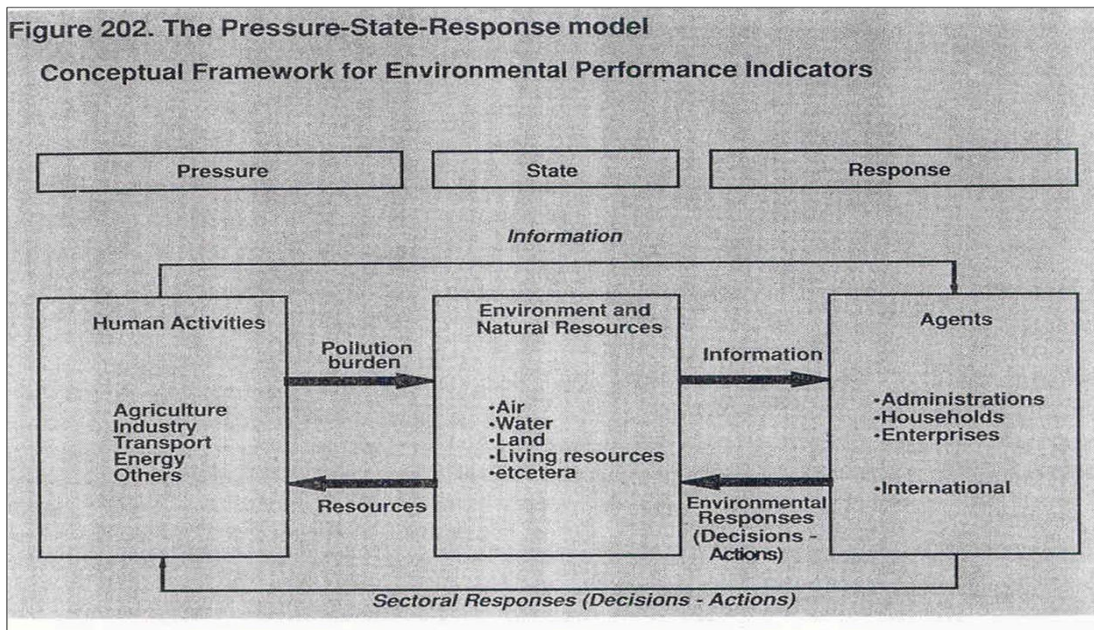 Figure 202. The Pressure-State-Response model
Conceptual Framework for Environmental Performance Indicators
Pressure
State
Response
Information
Human Activities
Agriculture
Industry
Transport
Energy
Others
Pollution
burden
Resources
Environment and
Natural Resources
•Air
•Water
•Land
•Living resources
•etcetera
Information
Environmental
Responses
(Decisions -
Actions)
Agents
•Administrations
•Households
•Enterprises
•International
Sectoral Responses (Decisions - Actions)